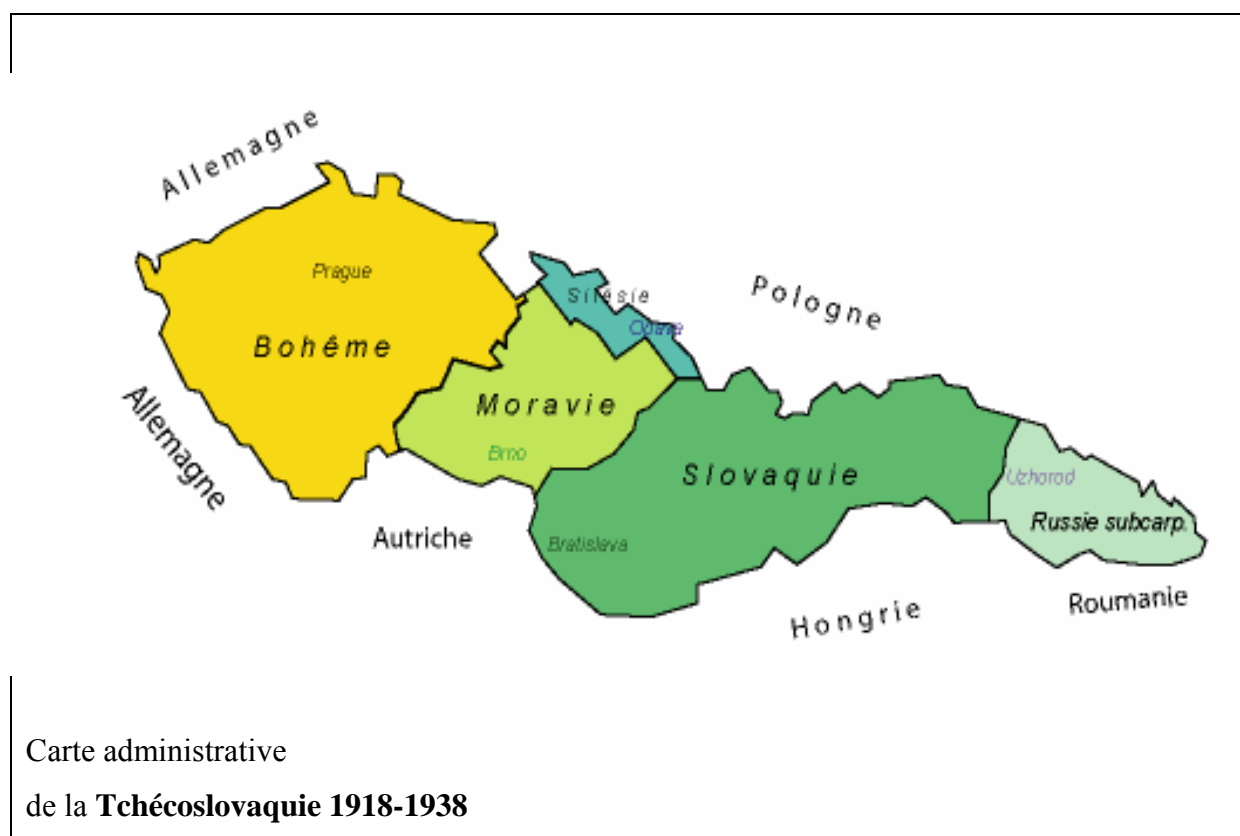 Allemagne
Prague
Silésie
Pologne
Opava
Bohême
Allemagne
Moravie
Brno
Slovaquie
Uzhorod
Russie subcarp.
Autriche
Bratislava
Hongrie
Roumanie
Carte administrative
de la Tchécoslovaquie 1918-1938